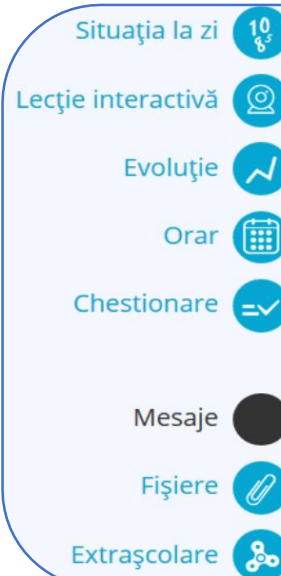 Situaţia la zi
Lecţie interactivă
Evoluţie
Orar
Chestionare
Mesaje
Fişiere
Extraşcolare